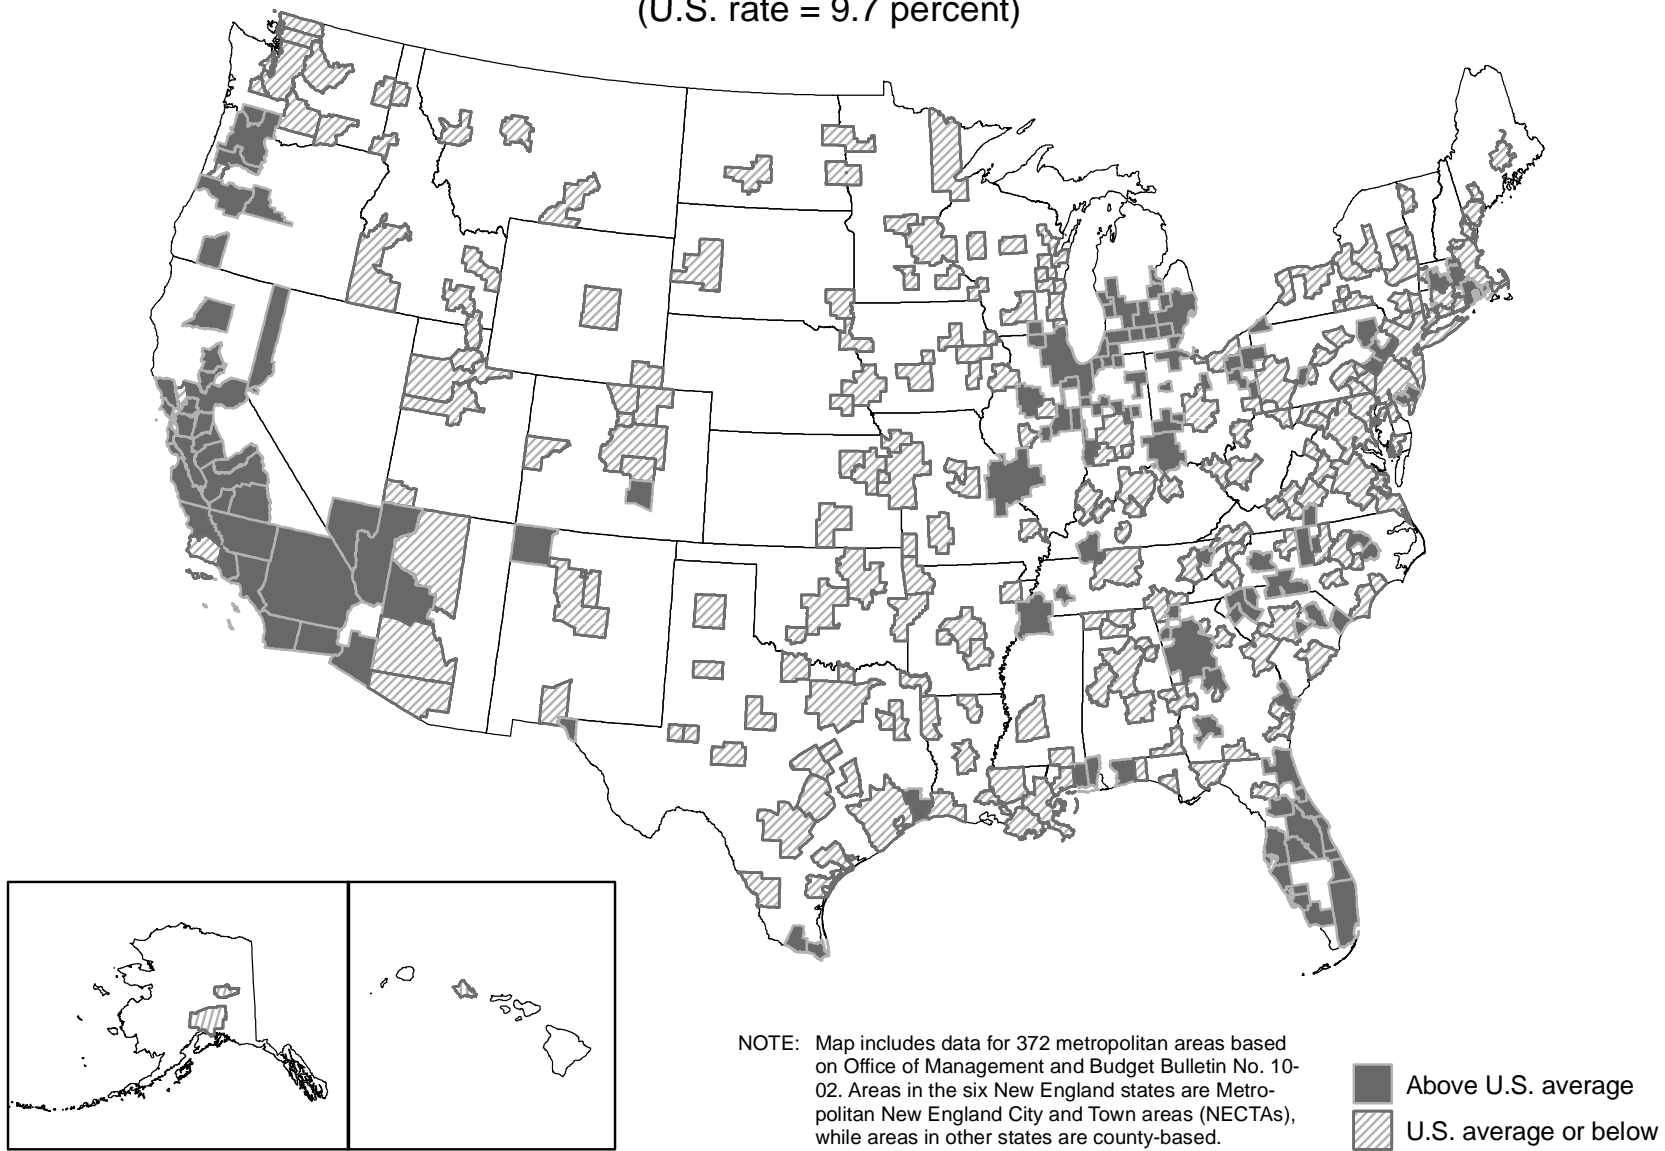 (U.S. rate = 9.7 percent)
NOTE: Map includes data for 372 metropolitan areas based
on Office of Management and Budget Bulletin No. 10-
02. Areas in the six New England states are Metro-
politan New England City and Town areas (NECTAs),
while areas in other states are county-based.
Above U.S. average
U.S. average or below